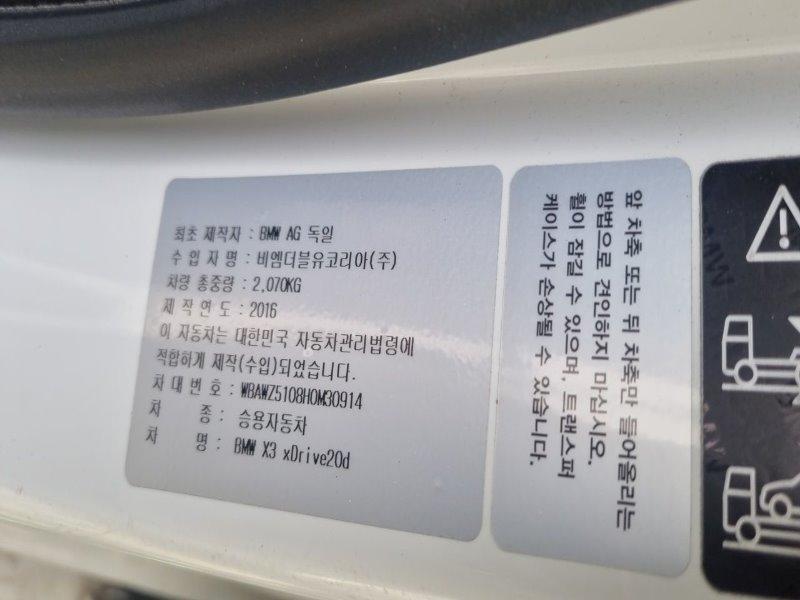 최초 제작자 : BMW AG 독일
수 입 자 명 : 비엠더블유코리아(주)
차량 총중량 : 2,070KG
제 작 연 도 : 2016
이 자동차는 대한민국 자동차관리법령에
적합하게 제작(수입)되었습니다.
차 대 번 호 : WBAWZ5108H0M30914
차 종 : 승용자동차
차 명 : BMW X3 xDrive20d
앞 차축 또는 뒤 차축만 들어올리는
방법으로 견인하지 마십시오.
휠이 잠길 수 있으며, 트랜스퍼
케이스가 손상될 수 있습니다.